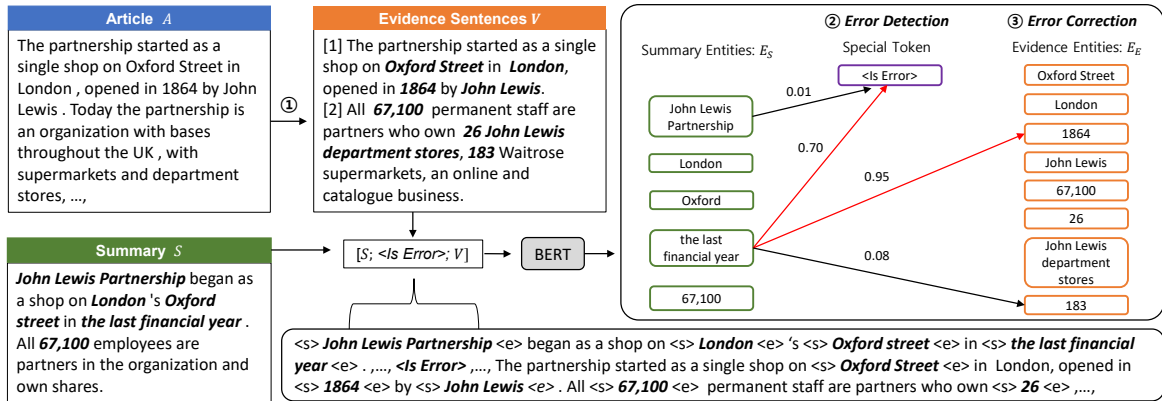 Article A
The partnership started as a
single shop on Oxford Street in
London , opened in 1864 by John
Lewis . Today the partnership is
an organization with bases
throughout the UK , with
supermarkets and department
stores, ...,
①
Evidence Sentences V
[1] The partnership started as a single
shop on Oxford Street in London,
opened in 1864 by John Lewis.
[2] All 67,100 permanent staff are
partners who own 26 John Lewis
department stores, 183 Waitrose
supermarkets, an online and
catalogue business.
Summary S
John Lewis Partnership began as
a shop on London 's Oxford
street in the last financial year .
All 67,100 employees are
partners in the organization and
own shares.
[S; <Is Error>; V]
BERT
② Error Detection
③ Error Correction
Summary Entities: E_S
Special Token
Evidence Entities: E_E
<Is Error>
John Lewis
Partnership
London
Oxford
the last
financial year
67,100
0.01
0.70
0.95
0.08
Oxford Street
London
1864
John Lewis
67,100
26
John Lewis
department
stores
183
<s> John Lewis Partnership <e> began as a shop on <s> London <e> 's <s> Oxford street <e> in <s> the last financial
year <e> . ,..., <Is Error> ,..., The partnership started as a single shop on <s> Oxford Street <e> in London, opened in
<s> 1864 <e> by <s> John Lewis <e> . All <s> 67,100 <e> permanent staff are partners who own <s> 26 <e> ,...,